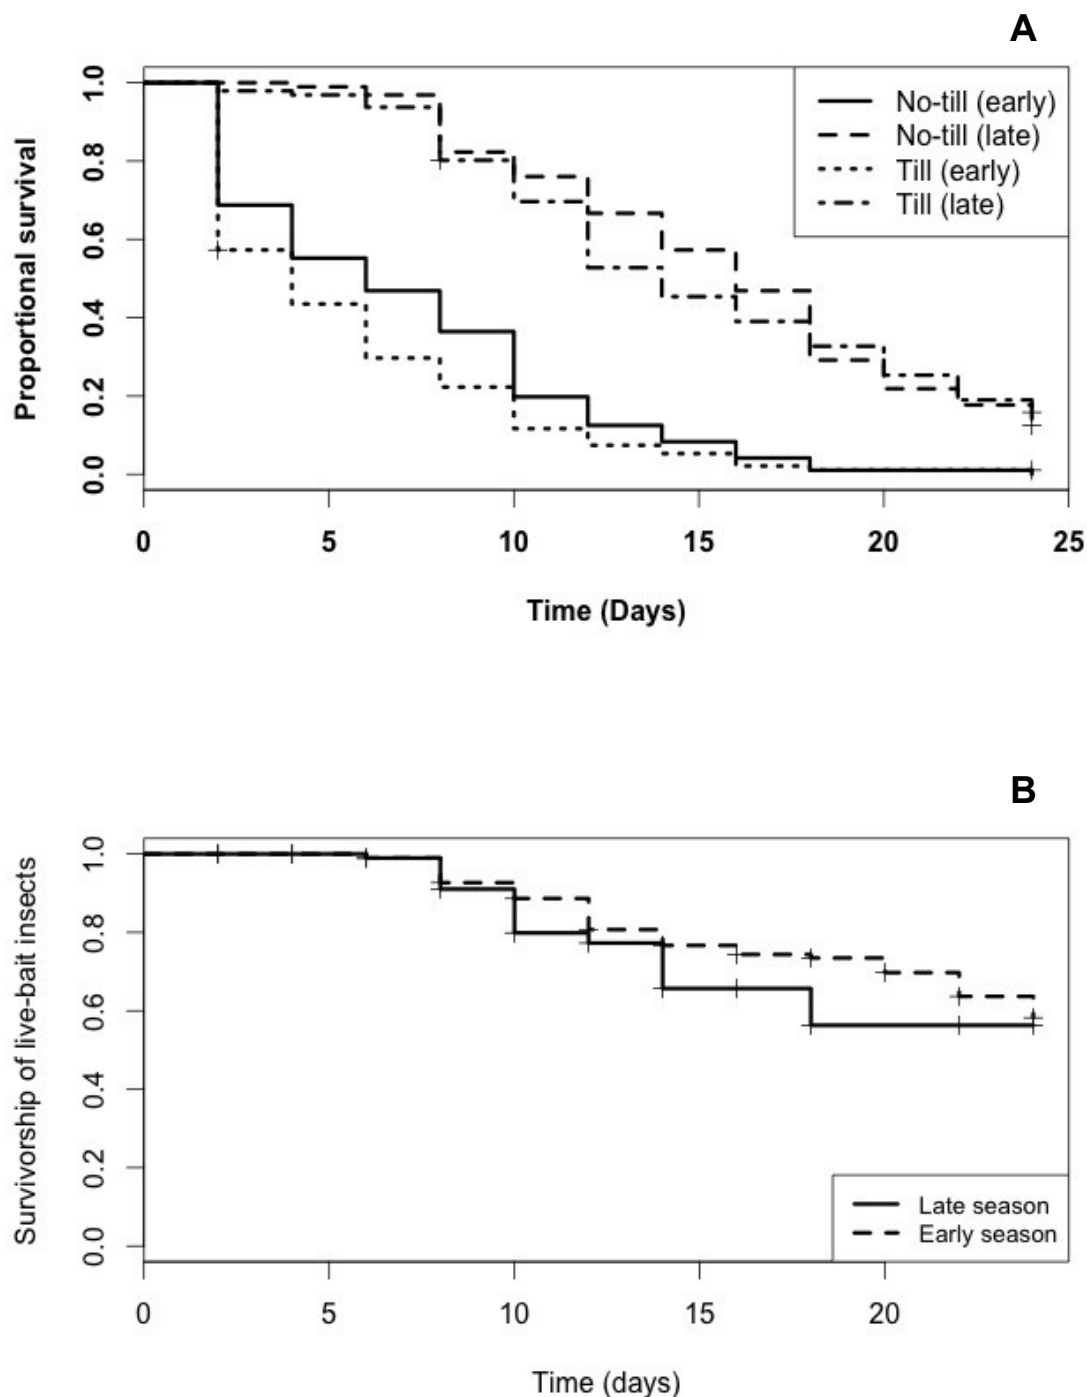 A
1.0
0.8
0.6
0.4
0.2
0.0
Proportional survival
No-till (early)
No-till (late)
Till (early)
Till (late)
0 5 10 15 20 25
Time (Days)
B
1.0
0.8
0.6
0.4
0.2
0.0
Survivorship of live-bait insects
Late season
Early season
0 5 10 15 20
Time (days)